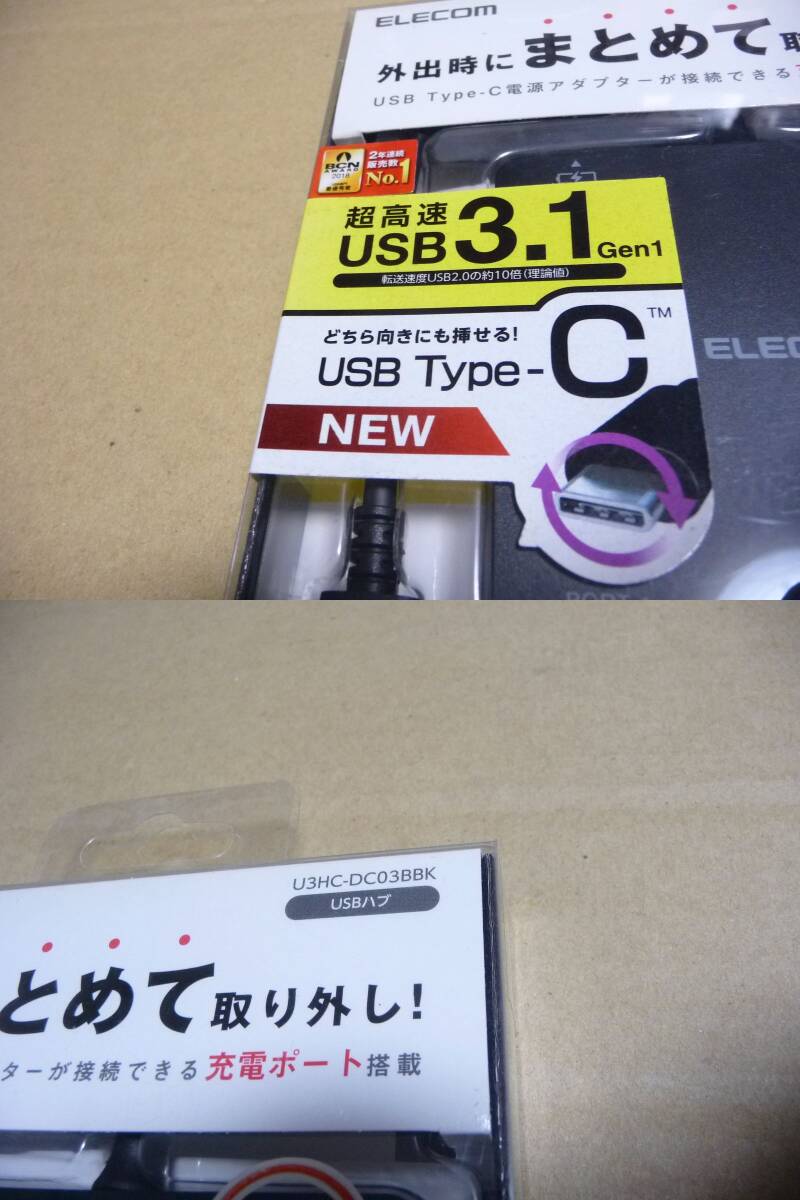 ELECOM
外出時にまとめて取
USB Type-C電源アダプターが接続できる
BCN
AWARD
2018
2年連続
販売数
No.1
超高速
USB3.1Gen1
転送速度USB2.0の約10倍(理論値)
どちら向きにも挿せる!
USB Type-C™
NEW
ELEC
U3HC-DC03BBK
USBハブ
とめて取り外し!
ターが接続できる充電ポート搭載